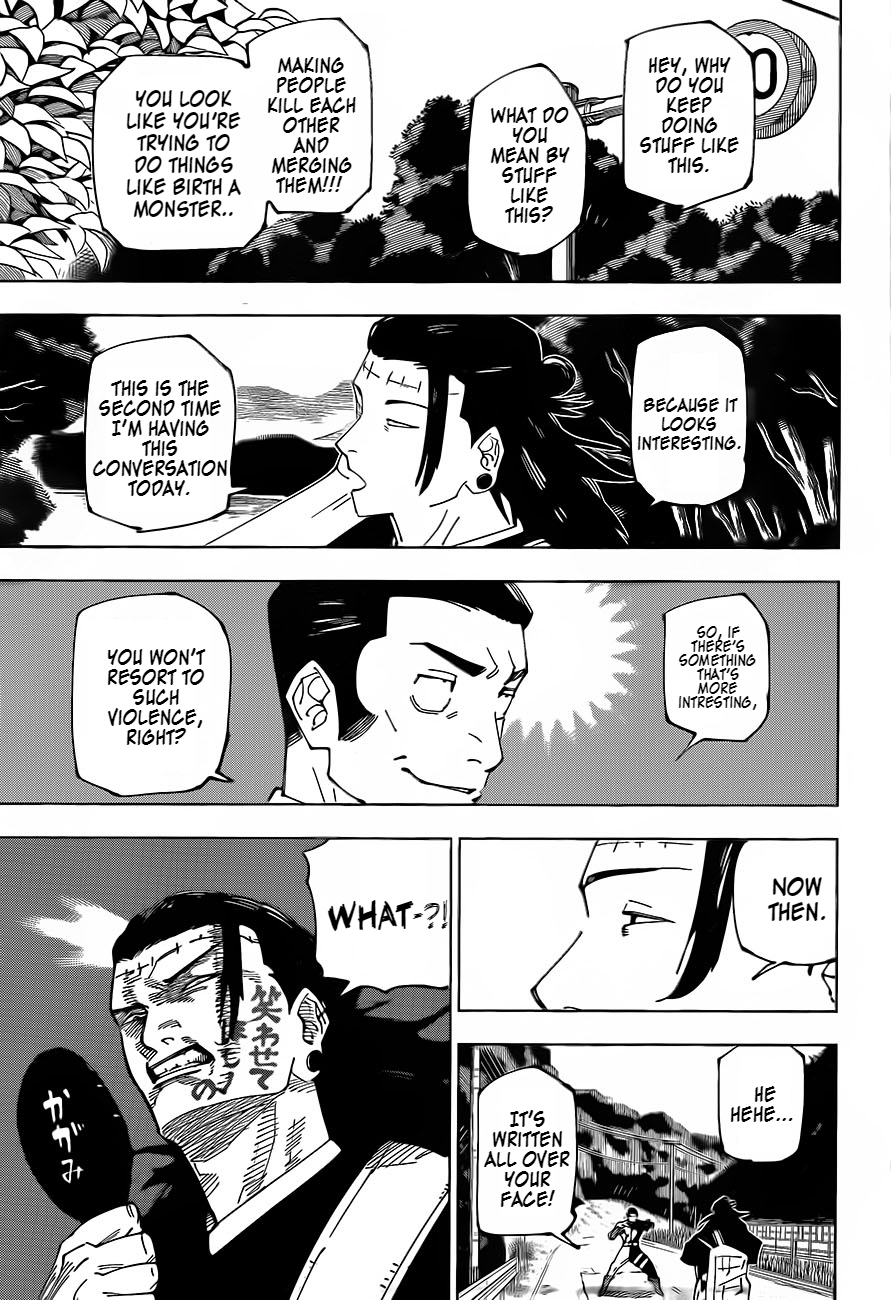 HEY, WHY
DO YOU
KEEP
DOING
STUFF LIKE
THIS.
0
WHAT DO
YOU
MEAN BY
STUFF
LIKE
THIS?
MAKING
PEOPLE
KILL EACH
OTHER
AND
MERGING
THEM!!!
YOU LOOK
LIKE YOU'RE
TRYING TO
DO THINGS
LIKE BIRTH A
MONSTER..
BECAUSE IT
LOOKS
INTERESTING.
THIS IS THE
SECOND TIME
I'M HAVING
THIS
CONVERSATION
TODAY.
SO, IF
THERE'S
SOMETHING
THAT'S
MORE
INTRESTING,
YOU WON'T
RESORT TO
SUCH
VIOLENCE,
RIGHT?
NOW
THEN.
HE
HEHE...
IT'S
WRITTEN
ALL OVER
YOUR
FACE!
WHAT-?!
笑わせて
かがみ